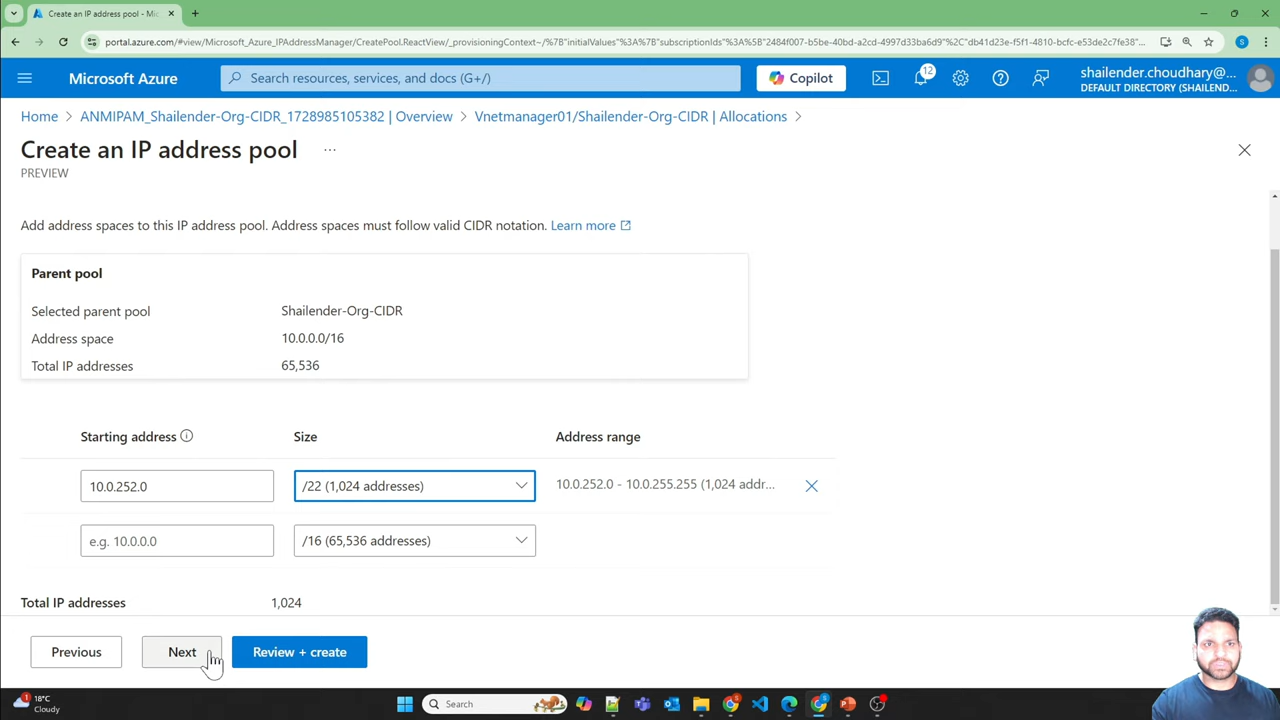 Create an IP address pool - Mic
portal.azure.com/#view/Microsoft_Azure_IPAddressManager/CreatePool.ReactView/_provisioningContext~/%7B"initialValues"%3A%7B"subscriptionIds"%3A%5B"2484f007-b5be-40bd-a2cd-4997d33ba6d9"%2C"db41d23e-f5f1-4810-bcfc-e53de2c7fe38"...
S
Microsoft Azure
Search resources, services, and docs (G+/)
Copilot
12
shailender.choudhary@...
DEFAULT DIRECTORY (SHAILEND...
Home > ANMIPAM_Shailender-Org-CIDR_1728985105382 | Overview > Vnetmanager01/Shailender-Org-CIDR | Allocations >
Create an IP address pool ...
PREVIEW
Add address spaces to this IP address pool. Address spaces must follow valid CIDR notation. Learn more
Parent pool
Selected parent pool Shailender-Org-CIDR
Address space 10.0.0.0/16
Total IP addresses 65,536
Starting address Size Address range
10.0.252.0 /22 (1,024 addresses) 10.0.252.0 - 10.0.255.255 (1,024 addr...
e.g. 10.0.0.0 /16 (65,536 addresses)
Total IP addresses 1,024
Previous Next Review + create
1
18°C
Cloudy
Search